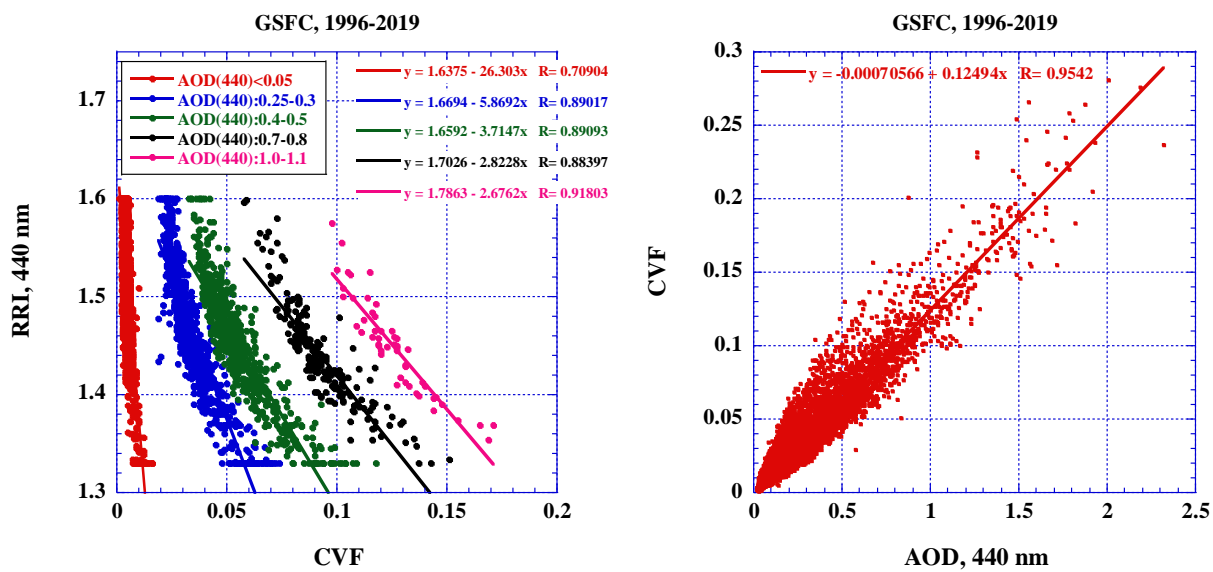 GSFC, 1996-2019
AOD(440)<0.05
AOD(440):0.25-0.3
AOD(440):0.4-0.5
AOD(440):0.7-0.8
AOD(440):1.0-1.1
y = 1.6375 - 26.303x R= 0.70904
y = 1.6694 - 5.8692x R= 0.89017
y = 1.6592 - 3.7147x R= 0.89093
y = 1.7026 - 2.8228x R= 0.88397
y = 1.7863 - 2.6762x R= 0.91803
RRI, 440 nm
1.7
1.6
1.5
1.4
1.3
0 0.05 0.1 0.15 0.2
CVF
GSFC, 1996-2019
y = -0.00070566 + 0.12494x R= 0.9542
CVF
0.3
0.25
0.2
0.15
0.1
0.05
0
0 0.5 1 1.5 2 2.5
AOD, 440 nm